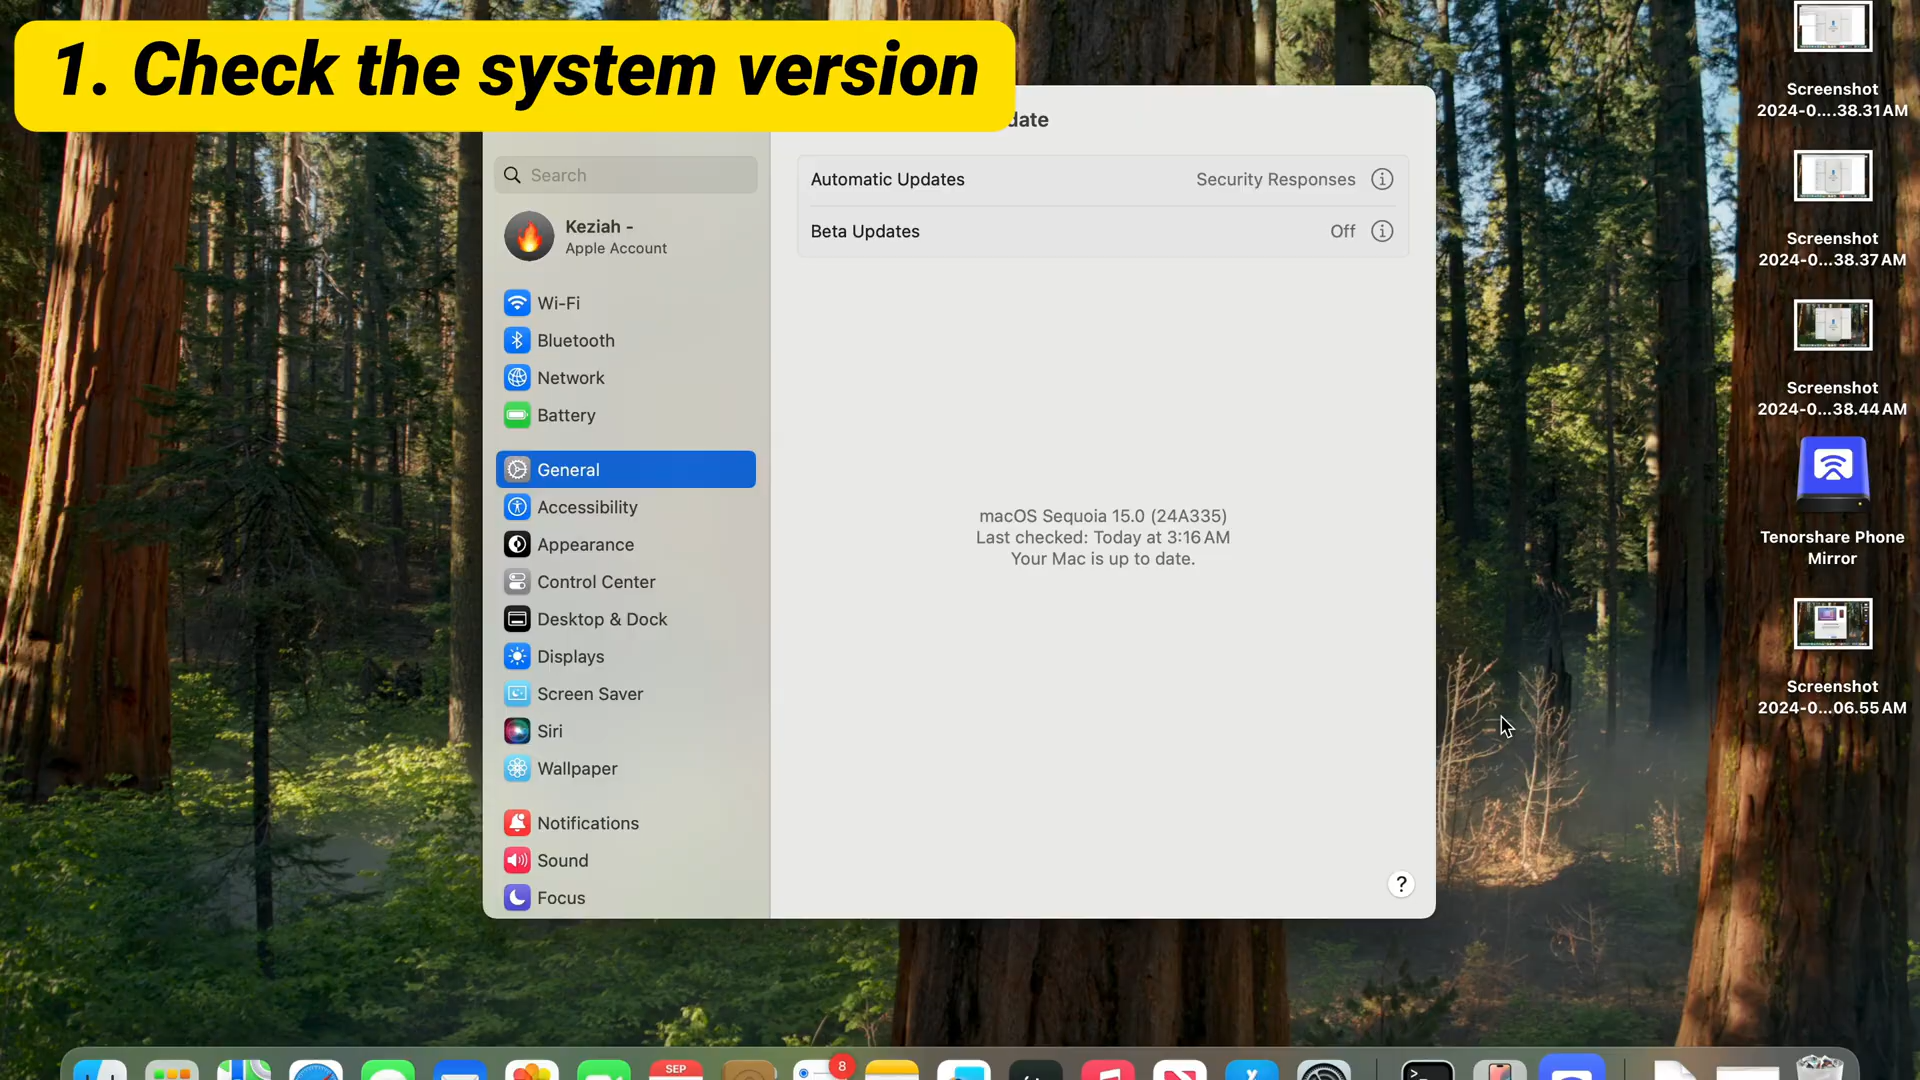 1. Check the system version
date
Search
Keziah -
Apple Account
Wi-Fi
Bluetooth
Network
Battery
General
Accessibility
Appearance
Control Center
Desktop & Dock
Displays
Screen Saver
Siri
Wallpaper
Notifications
Sound
Focus
Automatic Updates
Security Responses
Beta Updates
Off
macOS Sequoia 15.0 (24A335)
Last checked: Today at 3:16 AM
Your Mac is up to date.
?
Screenshot
2024-0....38.31 AM
Screenshot
2024-0...38.37 AM
Screenshot
2024-0...38.44 AM
Tenorshare Phone
Mirror
Screenshot
2024-0...06.55 AM
SEP
8